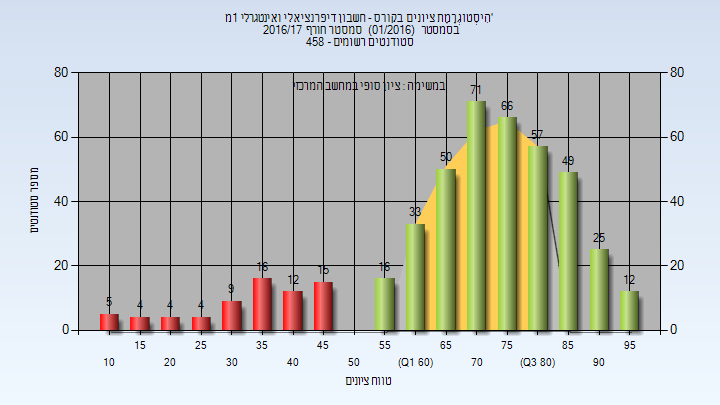 הִיסְטוֹגְרָמַת ציונים בקורס - חשבון דיפרנציאלי ואינטגרלי 1מ'
בסמסטר (01/2016) סמסטר חורף 2016/17
סטודנטים רשומים - 458
במשימה : ציון סופי במחשב המרכזי
80 80
60 60
40 40
20 20
0 0
מספר סטודנטים
5 4 4 4 9 16 12 15 16 33 50 71 66 57 49 25 12
15 25 35 45 55 65 75 85 95
10 20 30 40 50 (Q1 60) 70 (Q3 80) 90
טווח ציונים